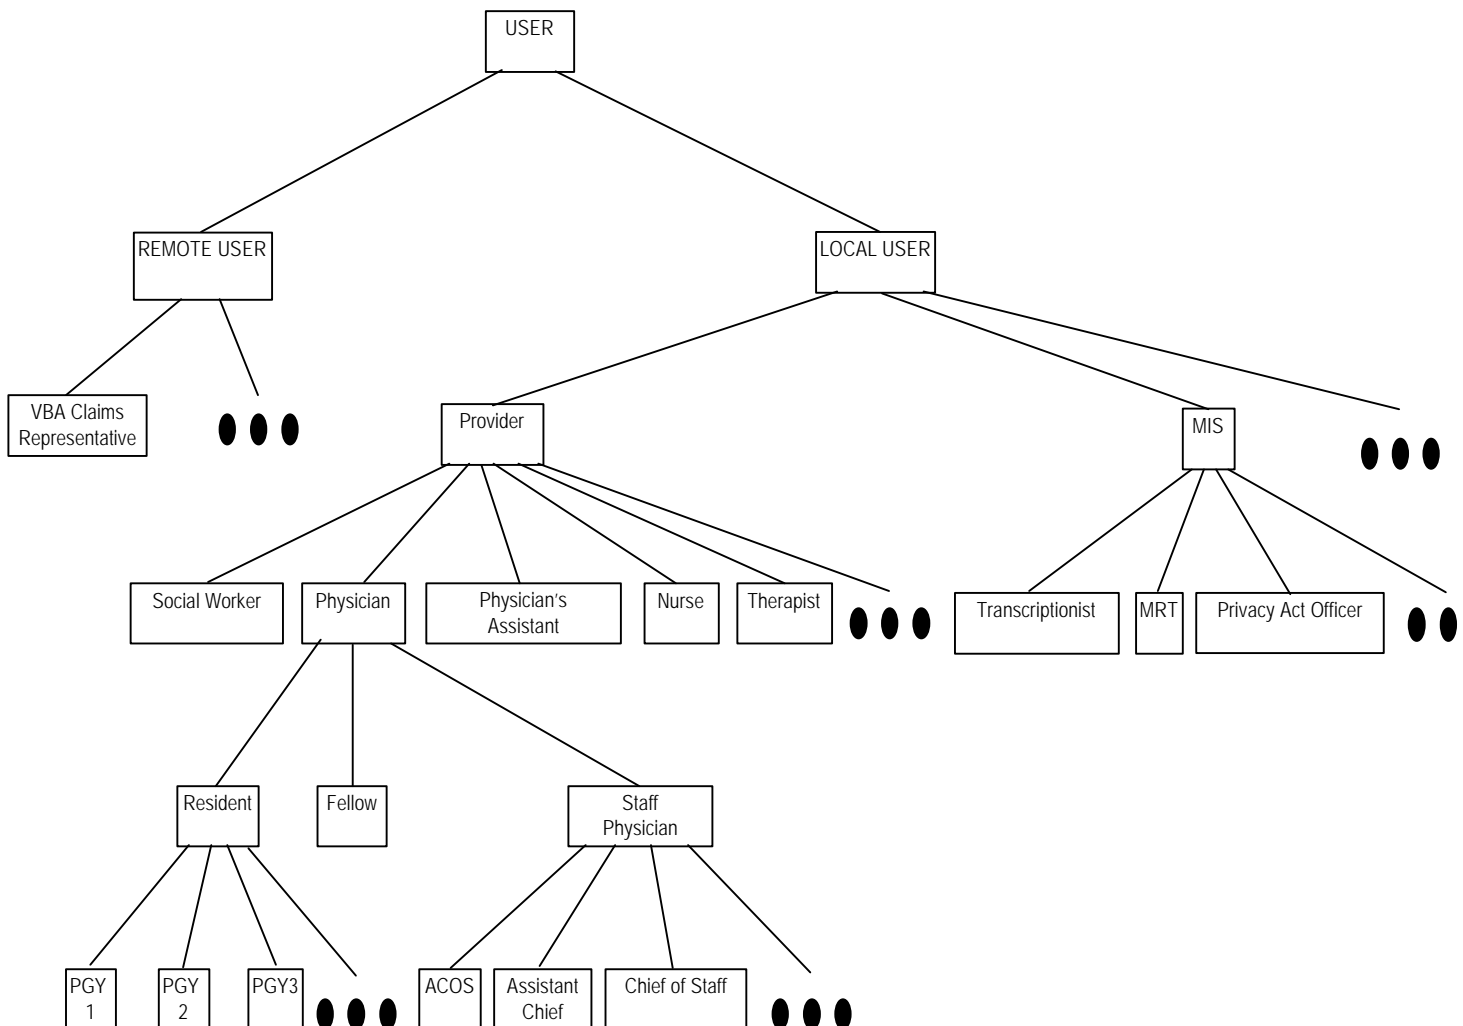 USER
REMOTE USER
LOCAL USER
VBA Claims
Representative
Provider
MIS
Social Worker
Physician
Physician's
Assistant
Nurse
Therapist
Transcriptionist
MRT
Privacy Act Officer
Resident
Fellow
Staff
Physician
PGY
1
PGY
2
PGY3
ACOS
Assistant
Chief
Chief of Staff